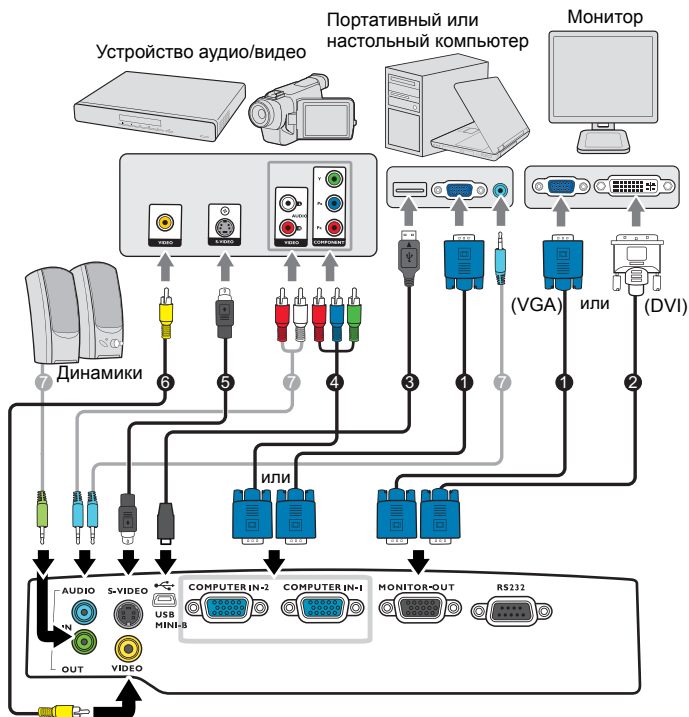 Устройство аудио/видео
Портативный или
настольный компьютер
Монитор
VIDEO
S-VIDEO
AUDIO
L
R
VIDEO
Y
PB
PR
COMPONENT
(VGA) или (DVI)
Динамики
7
6
5
7
4
3
1
7
1
2
или
AUDIO
IN
OUT
S-VIDEO
VIDEO
USB
MINI-B
COMPUTER IN-2
COMPUTER IN-1
MONITOR-OUT
RS232